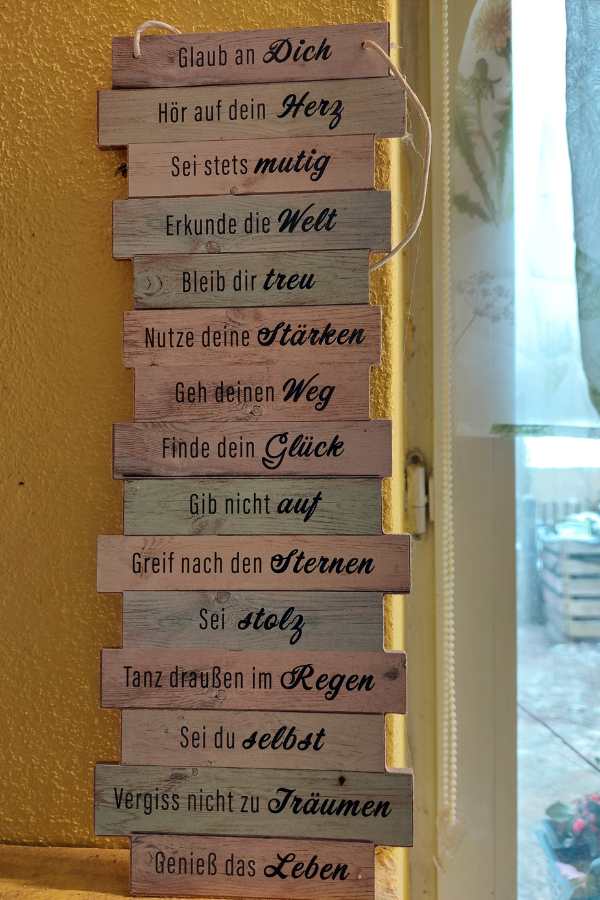 Glaub an Dich
Hör auf dein Herz
Sei stets mutig
Erkunde die Welt
Bleib dir treu
Nutze deine Stärken
Geh deinen Weg
Finde dein Glück
Gib nicht auf
Greif nach den Sternen
Sei stolz
Tanz draußen im Regen
Sei du selbst
Vergiss nicht zu Träumen
Genieß das Leben